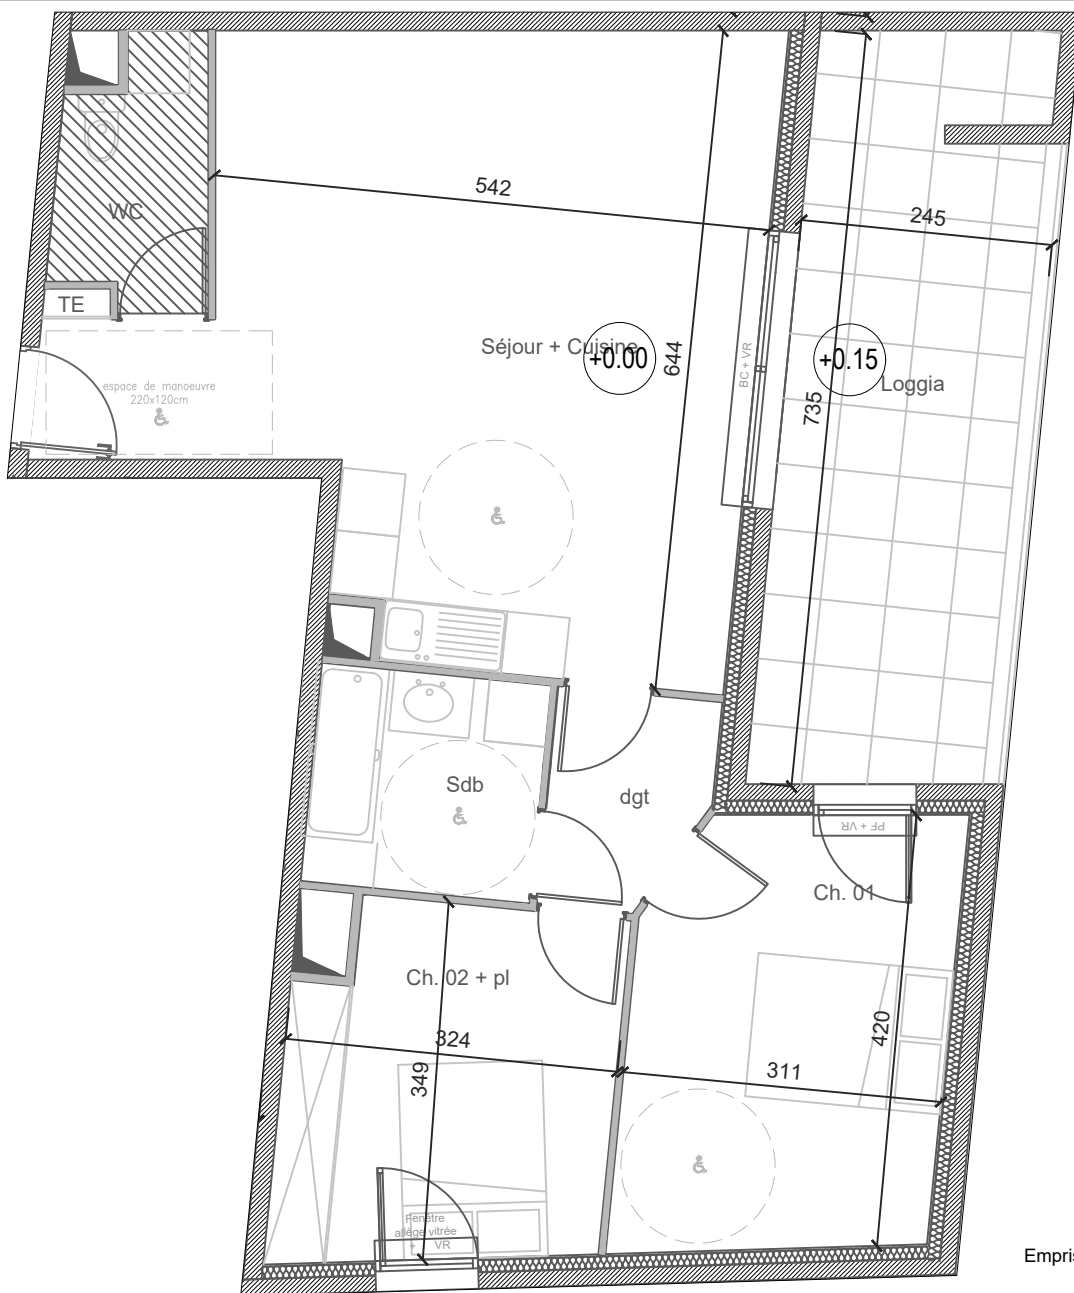 542
245
WC
TE
Séjour + Cuisine
+0.00
644
BC + VR
+0.15
Loggia
735
espace de manoeuvre
220x120cm
Sdb
dgt
PF + VR
Ch. 01
Ch. 02 + pl
324
349
420
311
Fenêtre
allège vitrée
+ VR
Empris